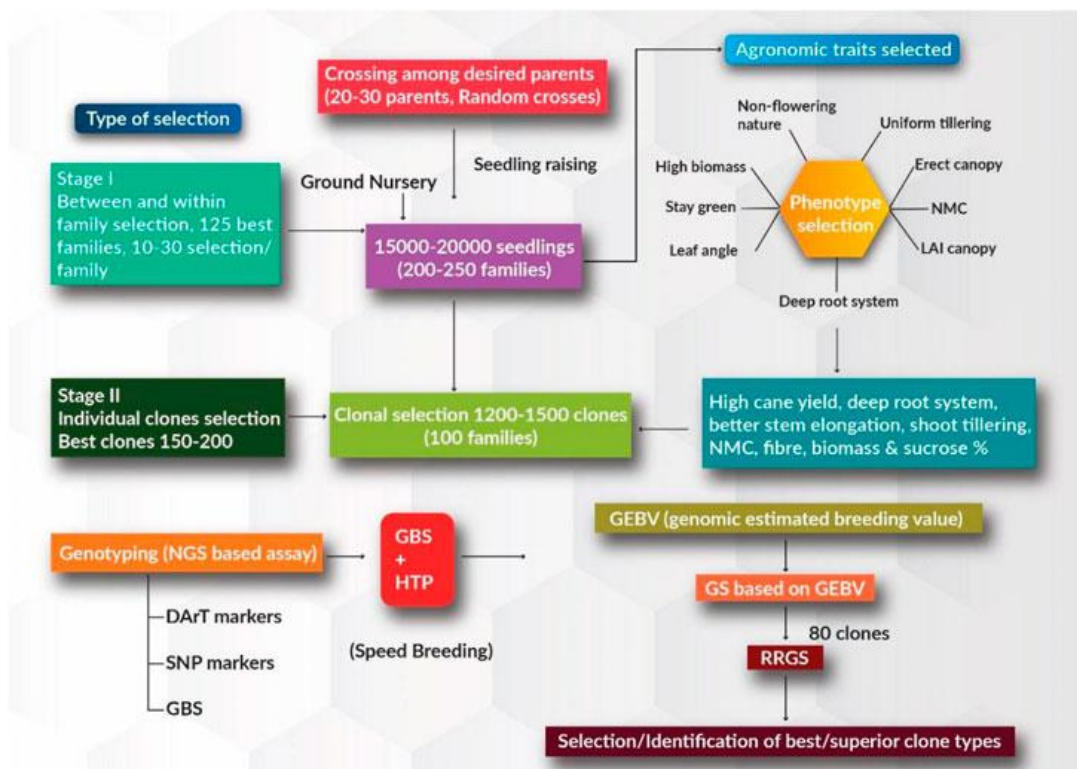 Crossing among desired parents
(20-30 parents, Random crosses)
Agronomic traits selected
Type of selection
Stage I
Between and within
family selection, 125 best
families, 10-30 selection/
family
Ground Nursery
Seedling raising
15000-20000 seedlings
(200-250 families)
Non-flowering
nature
Uniform tillering
High biomass
Erect canopy
Stay green
Phenotype
selection
NMC
Leaf angle
LAI canopy
Deep root system
Stage II
Individual clones selection
Best clones 150-200
Clonal selection 1200-1500 clones
(100 families)
High cane yield, deep root system,
better stem elongation, shoot tillering,
NMC, fibre, biomass & sucrose %
Genotyping (NGS based assay)
DArT markers
SNP markers
GBS
GBS
+
HTP
(Speed Breeding)
GEBV (genomic estimated breeding value)
GS based on GEBV
80 clones
RRGS
Selection/Identification of best/superior clone types